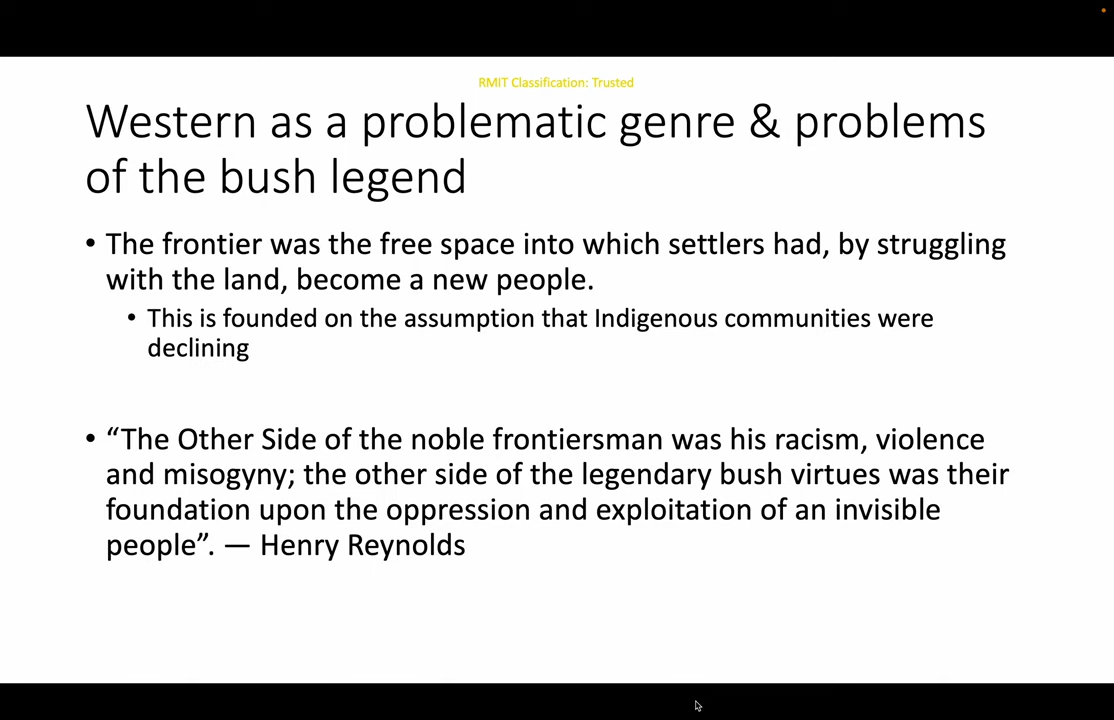 RMIT Classification: Trusted
Western as a problematic genre & problems
of the bush legend
• The frontier was the free space into which settlers had, by struggling
with the land, become a new people.
• This is founded on the assumption that Indigenous communities were
declining
• “The Other Side of the noble frontiersman was his racism, violence
and misogyny; the other side of the legendary bush virtues was their
foundation upon the oppression and exploitation of an invisible
people”. — Henry Reynolds